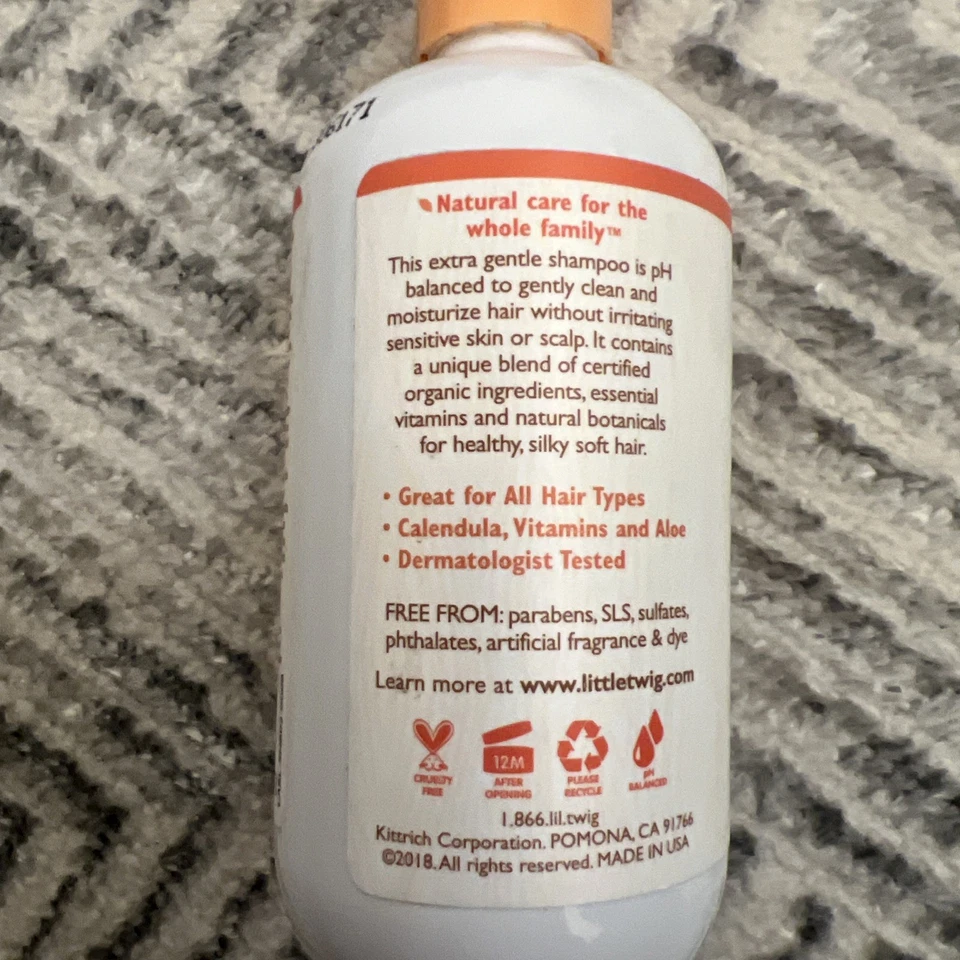 Natural care for the
whole family™
This extra gentle shampoo is pH
balanced to gently clean and
moisturize hair without irritating
sensitive skin or scalp. It contains
a unique blend of certified
organic ingredients, essential
vitamins and natural botanicals
for healthy, silky soft hair.
• Great for All Hair Types
• Calendula, Vitamins and Aloe
• Dermatologist Tested
FREE FROM: parabens, SLS, sulfates,
phthalates, artificial fragrance & dye
Learn more at www.littletwig.com
CRUELTY
FREE
12M
AFTER
OPENING
PLEASE
RECYCLE
pH
BALANCED
1.866.lil.twig
Kittrich Corporation. POMONA, CA 91766
©2018. All rights reserved. MADE IN USA